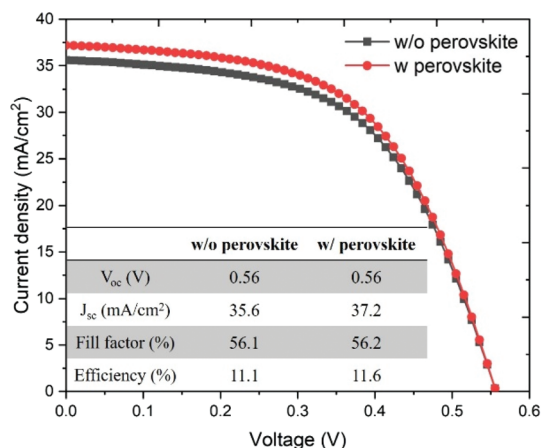 Current density (mA/cm²)
40
35
30
25
20
15
10
5
0
w/o perovskite
w perovskite
w/o perovskite w/ perovskite
Voc (V) 0.56 0.56
Jsc (mA/cm²) 35.6 37.2
Fill factor (%) 56.1 56.2
Efficiency (%) 11.1 11.6
0.0 0.1 0.2 0.3 0.4 0.5 0.6
Voltage (V)